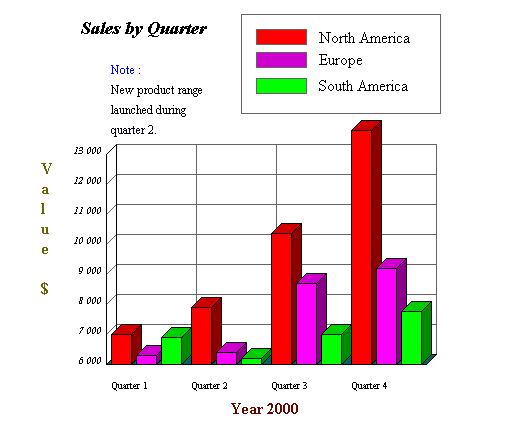 Sales by Quarter
North America
Europe
South America
Note :
New product range
launched during
quarter 2.
Value $
13 000
12 000
11 000
10 000
9 000
8 000
7 000
6 000
Quarter 1
Quarter 2
Quarter 3
Quarter 4
Year 2000